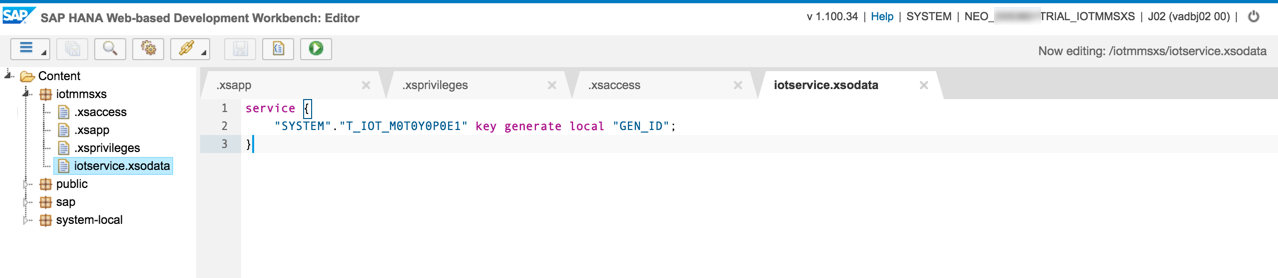 SAP SAP HANA Web-based Development Workbench: Editor v 1.100.34 | Help | SYSTEM | NEO_ TRIAL_IOTMMSXS | J02 (vadbj02 00) |
Now editing: /iotmmsxs/iotservice.xsodata
Content
iotmmsxs
.xsaccess
.xsapp
.xsprivileges
iotservice.xsodata
public
sap
system-local
.xsapp .xsprivileges .xsaccess iotservice.xsodata
1 service {
2 "SYSTEM"."T_IOT_M0T0Y0P0E1" key generate local "GEN_ID";
3 }